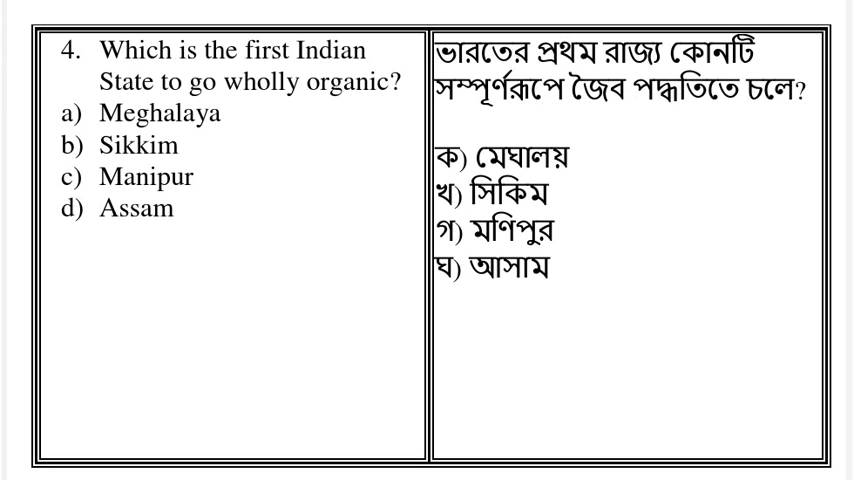 4. Which is the first Indian
State to go wholly organic?
a) Meghalaya
b) Sikkim
c) Manipur
d) Assam
ভারতের প্রথম রাজ্য কোনটি
সম্পূর্ণরূপে জৈব পদ্ধতিতে চলে?
ক) মেঘালয়
খ) সিকিম
গ) মণিপুর
ঘ) আসাম